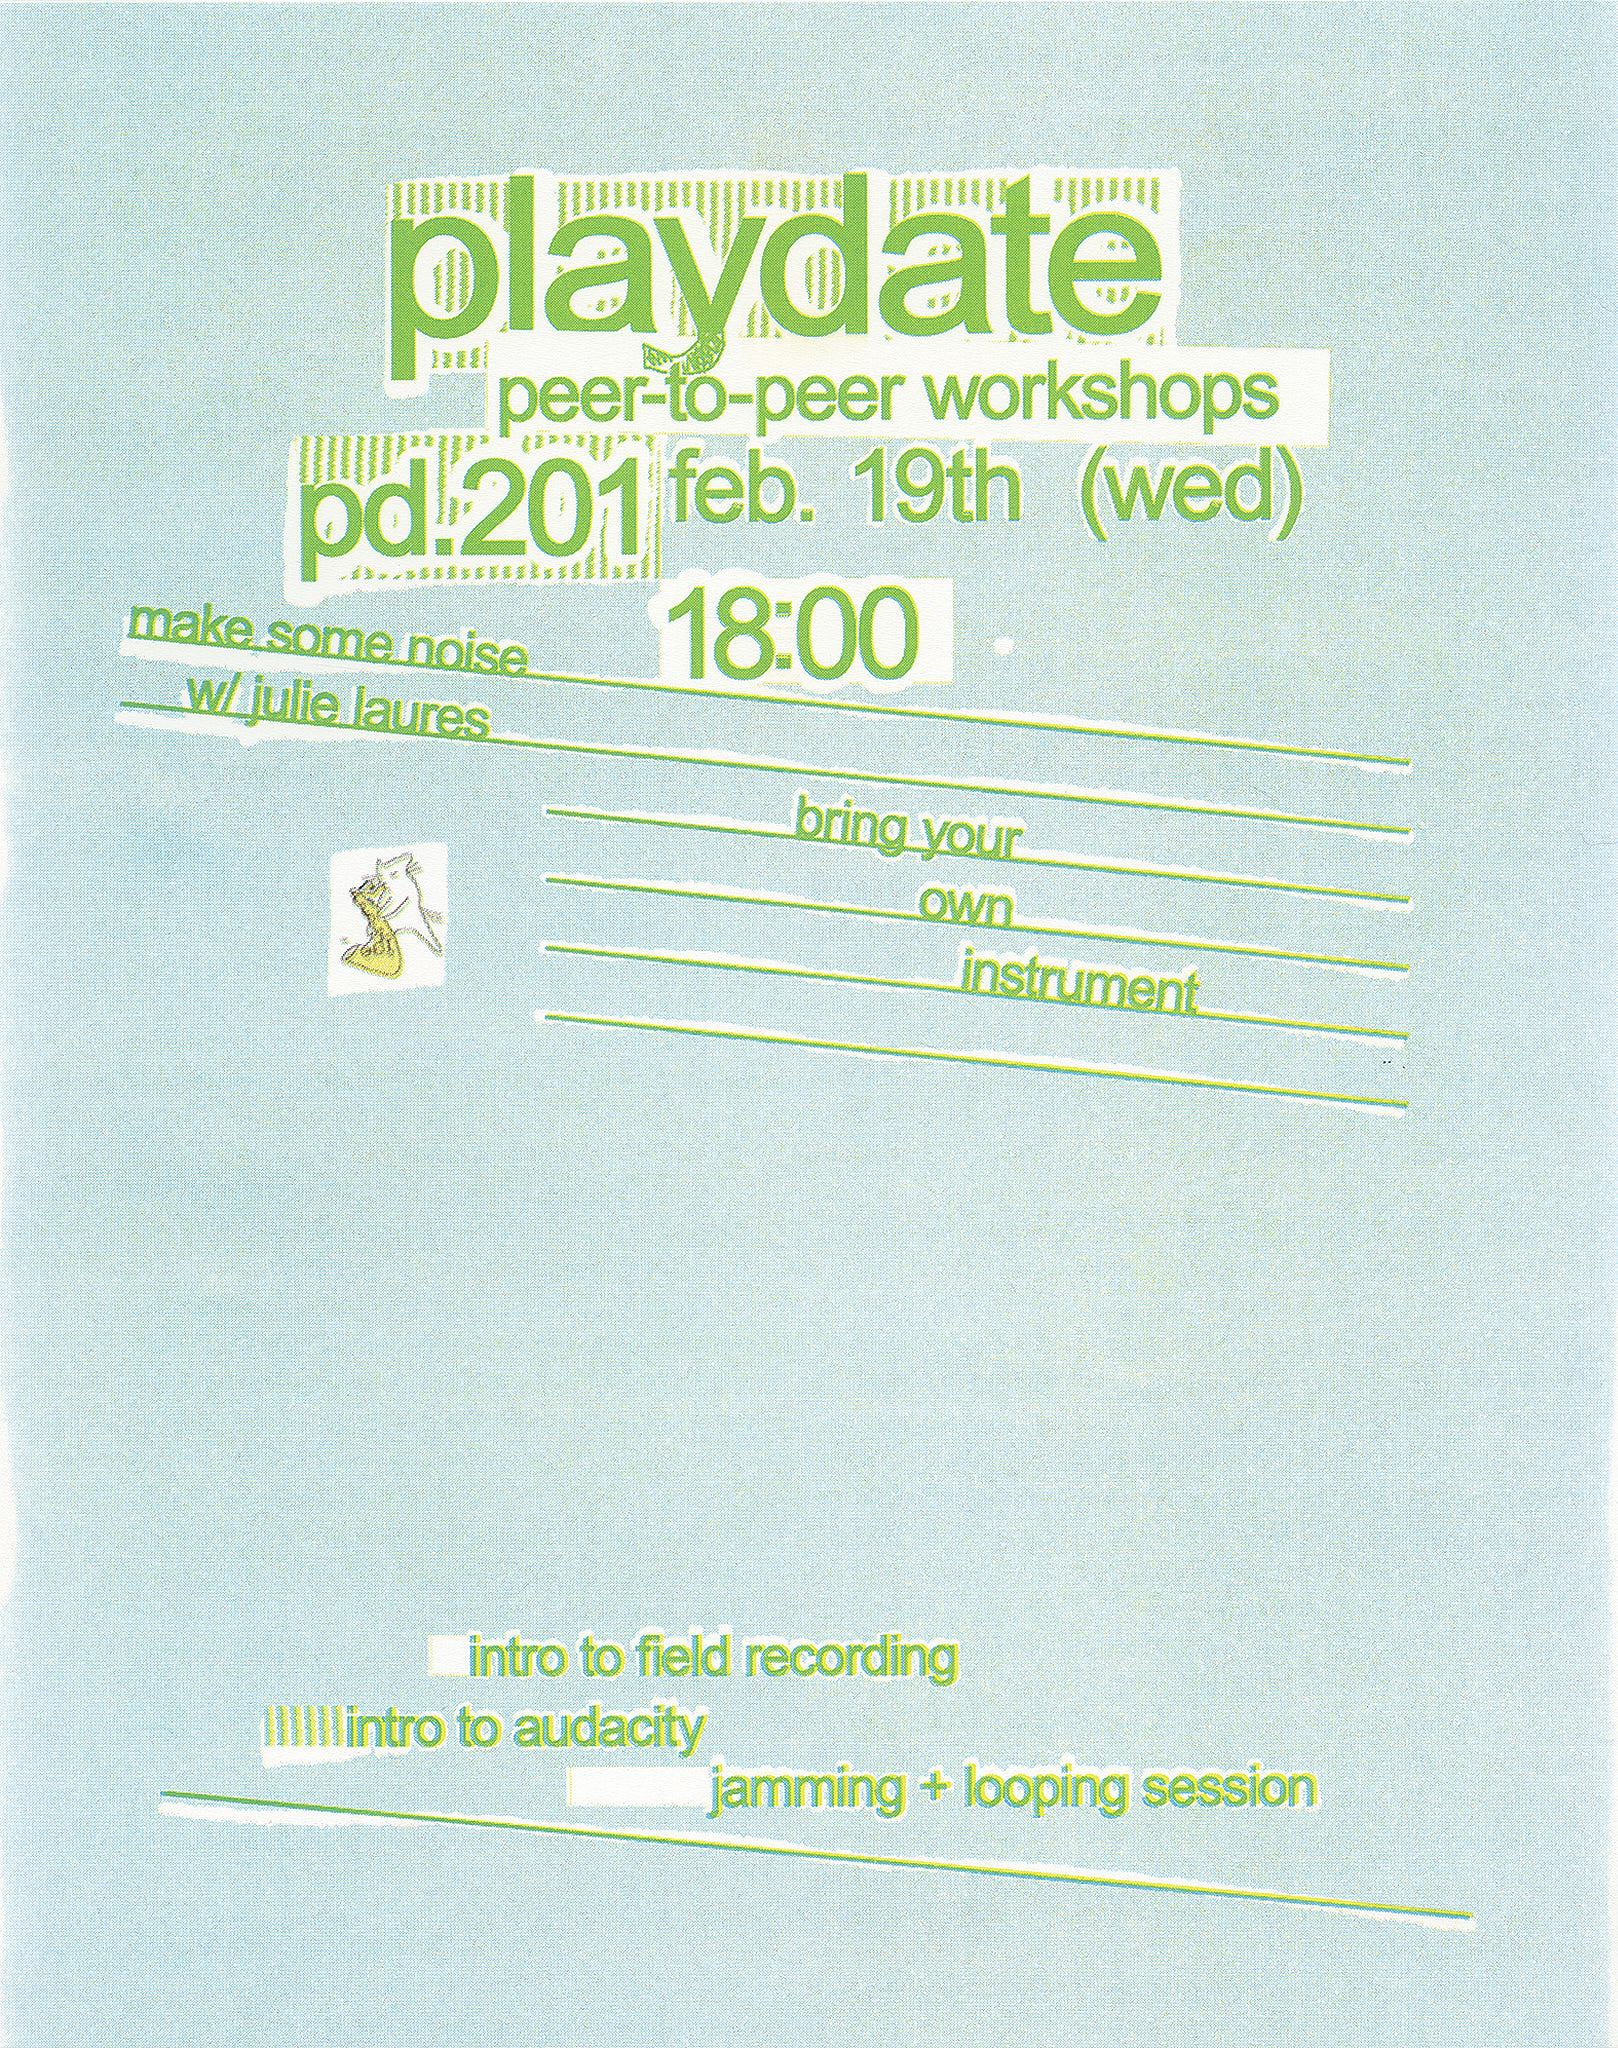 playdate
peer-to-peer workshops
pd.201 feb. 19th (wed)
18:00
make some noise
w/ julie laures
bring your
own
instrument
intro to field recording
intro to audacity
jamming + looping session